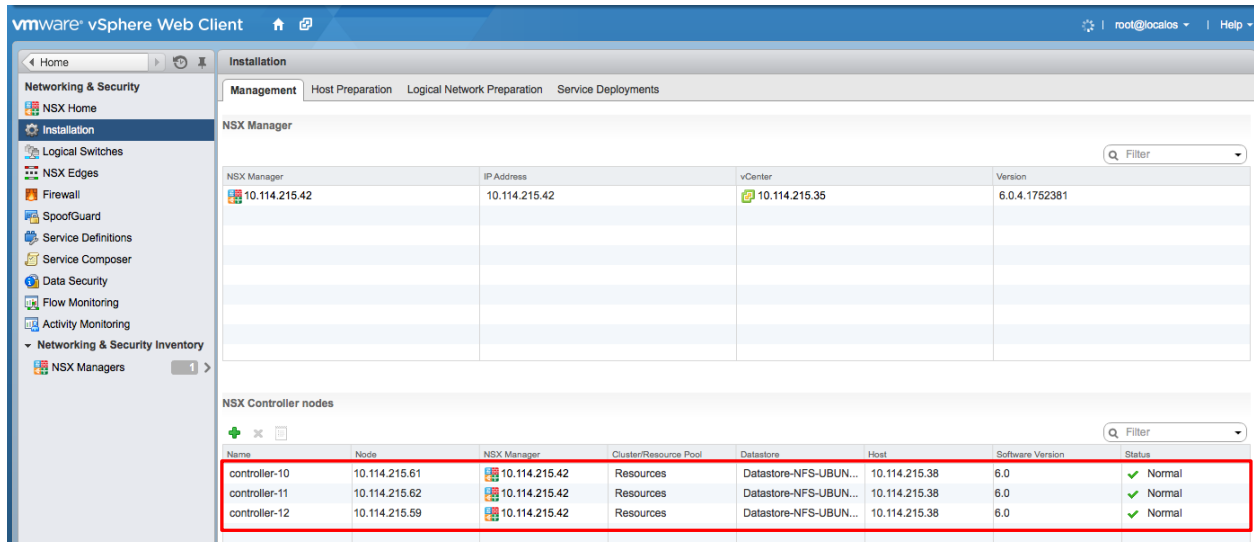 vmware® vSphere Web Client root@localos | Help
Home
Networking & Security
NSX Home
Installation
Logical Switches
NSX Edges
Firewall
SpoofGuard
Service Definitions
Service Composer
Data Security
Flow Monitoring
Activity Monitoring
Networking & Security Inventory
NSX Managers 1
Installation
Management Host Preparation Logical Network Preparation Service Deployments
NSX Manager
Filter
NSX Manager IP Address vCenter Version
10.114.215.42 10.114.215.42 10.114.215.35 6.0.4.1752381
NSX Controller nodes
Filter
Name Node NSX Manager Cluster/Resource Pool Datastore Host Software Version Status
controller-10 10.114.215.61 10.114.215.42 Resources Datastore-NFS-UBUN... 10.114.215.38 6.0 Normal
controller-11 10.114.215.62 10.114.215.42 Resources Datastore-NFS-UBUN... 10.114.215.38 6.0 Normal
controller-12 10.114.215.59 10.114.215.42 Resources Datastore-NFS-UBUN... 10.114.215.38 6.0 Normal